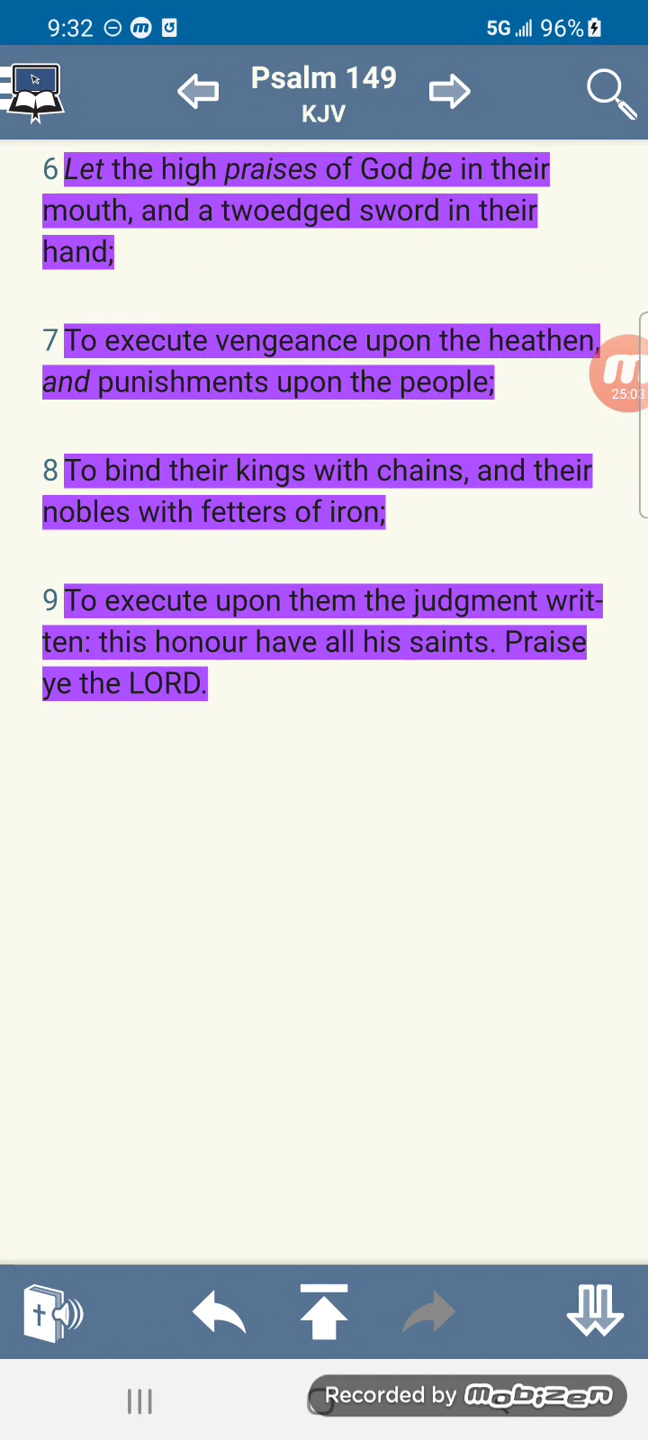 9:32
5G 96%
Psalm 149
KJV
6 Let the high praises of God be in their
mouth, and a twoedged sword in their
hand;
7 To execute vengeance upon the heathen,
and punishments upon the people;
25:03
8 To bind their kings with chains, and their
nobles with fetters of iron;
9 To execute upon them the judgment writ-
ten: this honour have all his saints. Praise
ye the LORD.
Recorded by mobizen